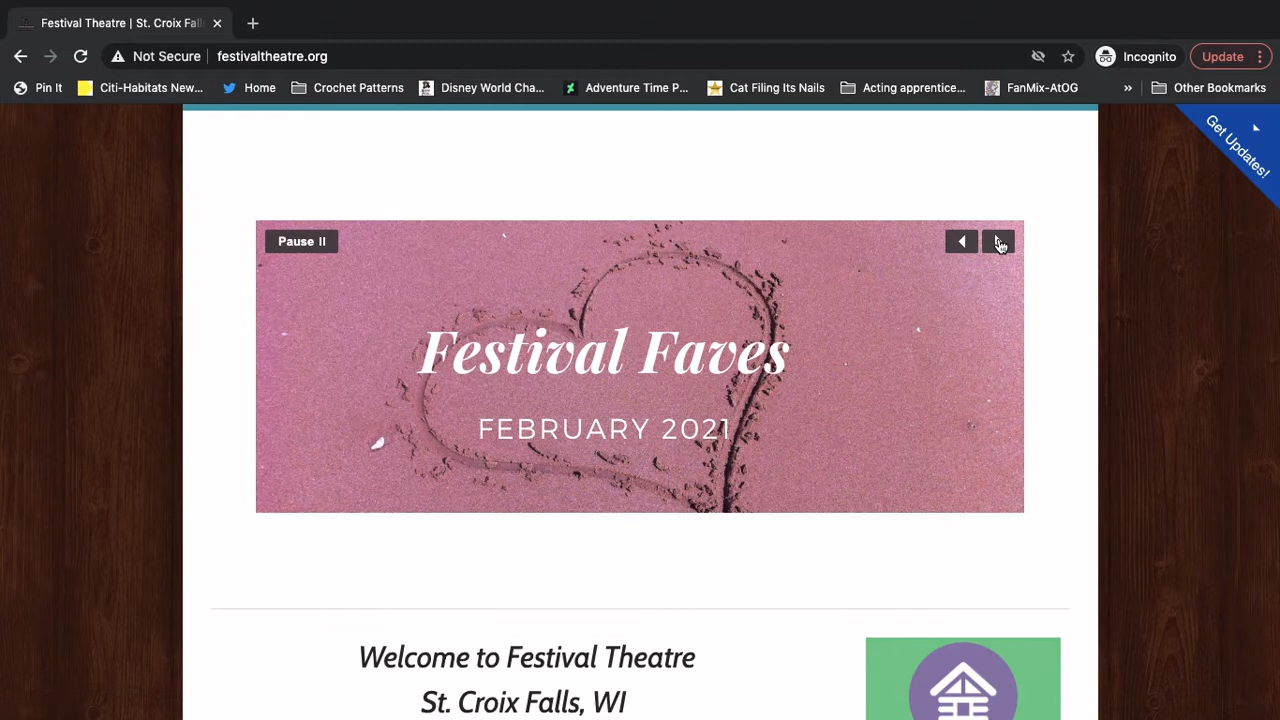 Festival Theatre | St. Croix Fall
Not Secure festivaltheatre.org Incognito Update
Pin It Citi-Habitats New... Home Crochet Patterns Disney World Cha... Adventure Time P... Cat Filing Its Nails Acting apprentice... FanMix-AtOG » Other Bookmarks
Get Updates!
Pause II
Festival Faves
FEBRUARY 2021
Welcome to Festival Theatre
St. Croix Falls, WI